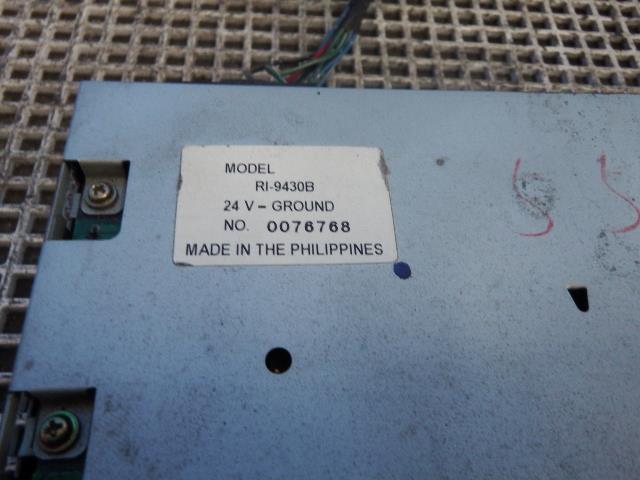 MODEL
RI-9430B
24 V - GROUND
NO. 0076768
MADE IN THE PHILIPPINES